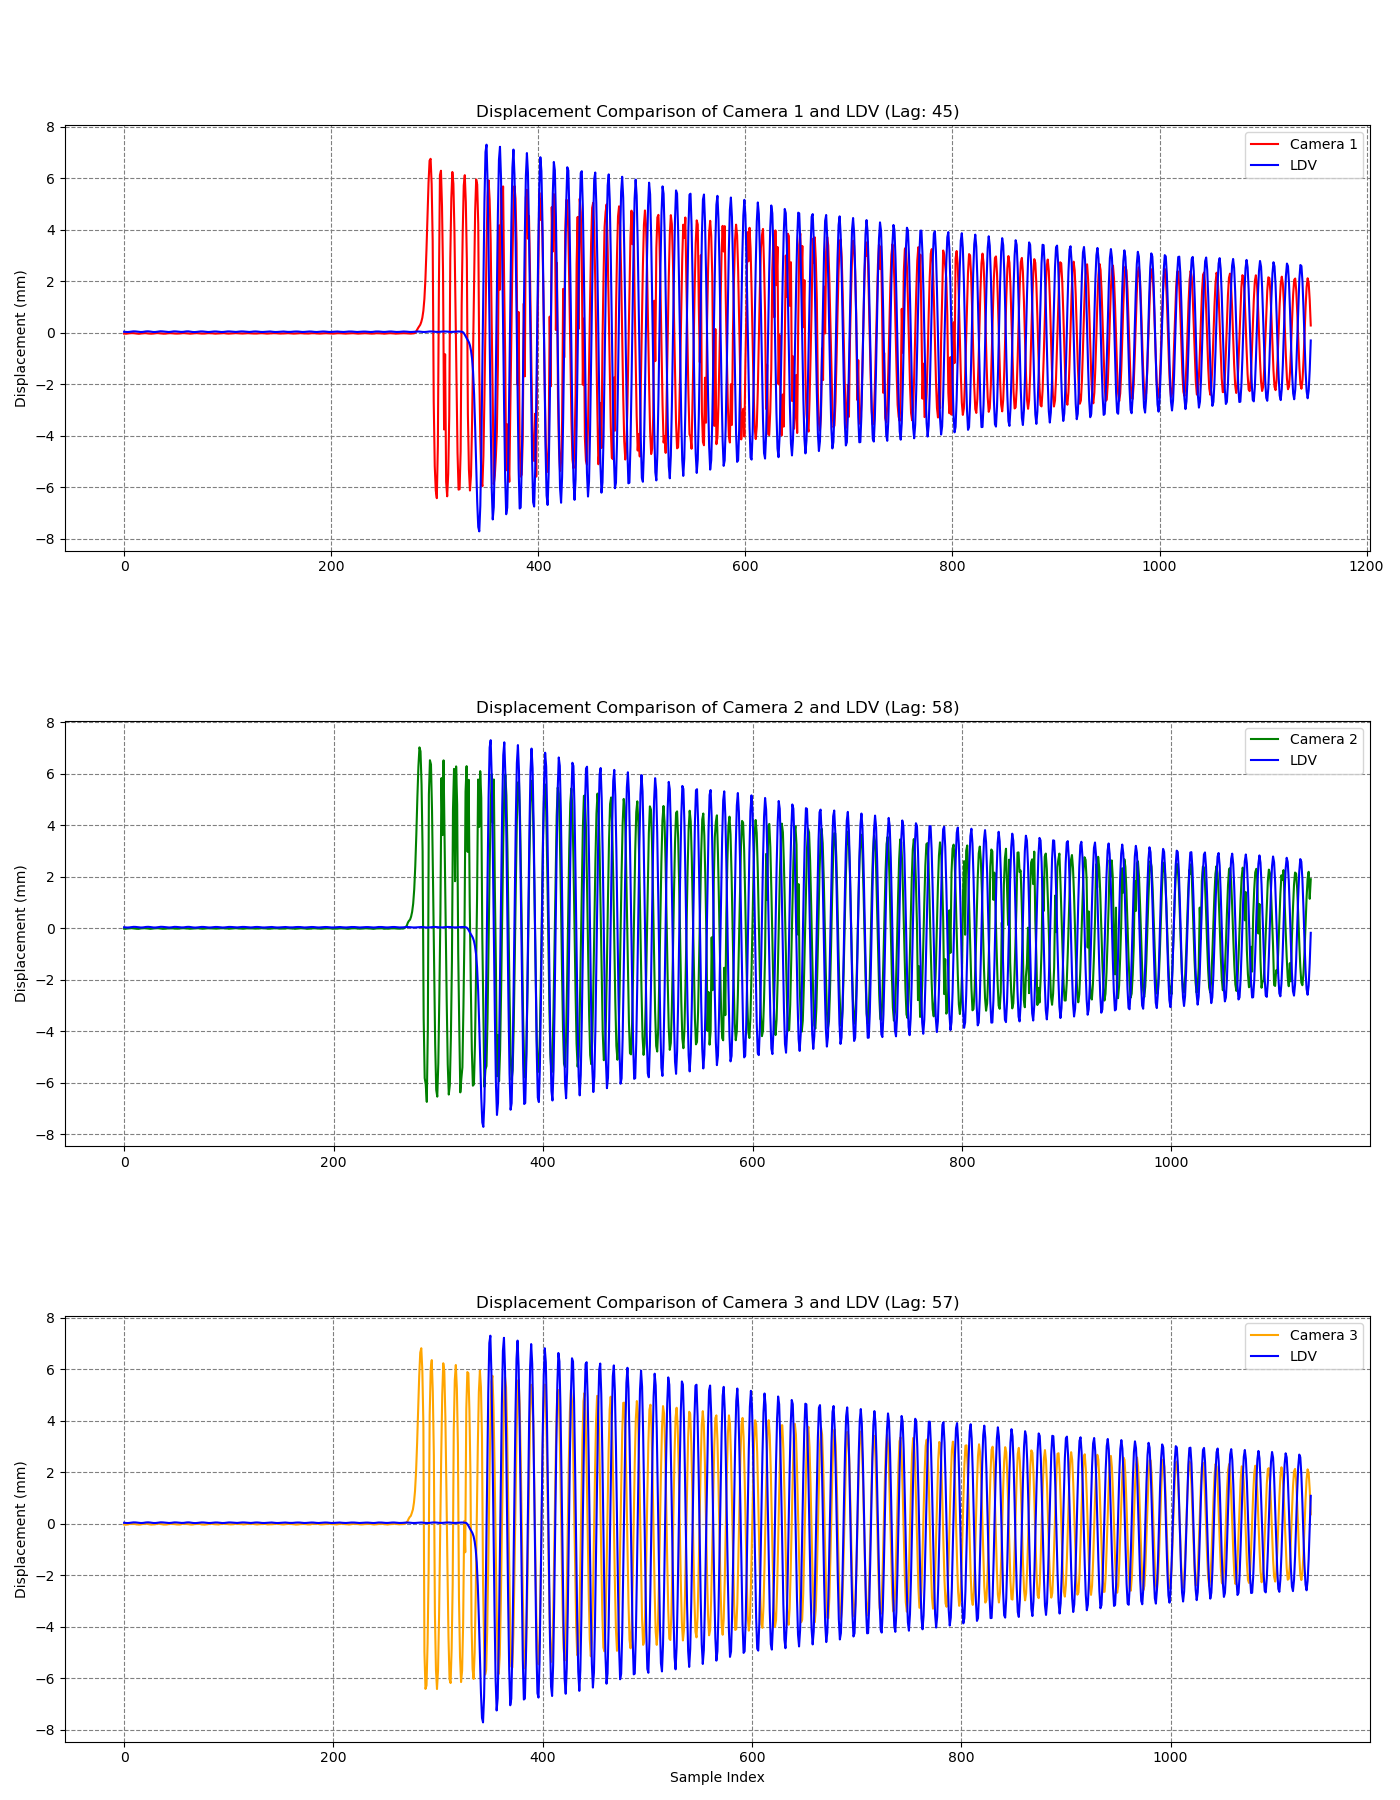 Displacement Comparison of Camera 1 and LDV (Lag: 45)
8
6
4
2
0
−2
−4
−6
−8
Displacement (mm)
Camera 1
LDV
0 200 400 600 800 1000 1200
Displacement Comparison of Camera 2 and LDV (Lag: 58)
8
6
4
2
0
−2
−4
−6
−8
Displacement (mm)
Camera 2
LDV
0 200 400 600 800 1000
Displacement Comparison of Camera 3 and LDV (Lag: 57)
8
6
4
2
0
−2
−4
−6
−8
Displacement (mm)
Camera 3
LDV
0 200 400 600 800 1000
Sample Index